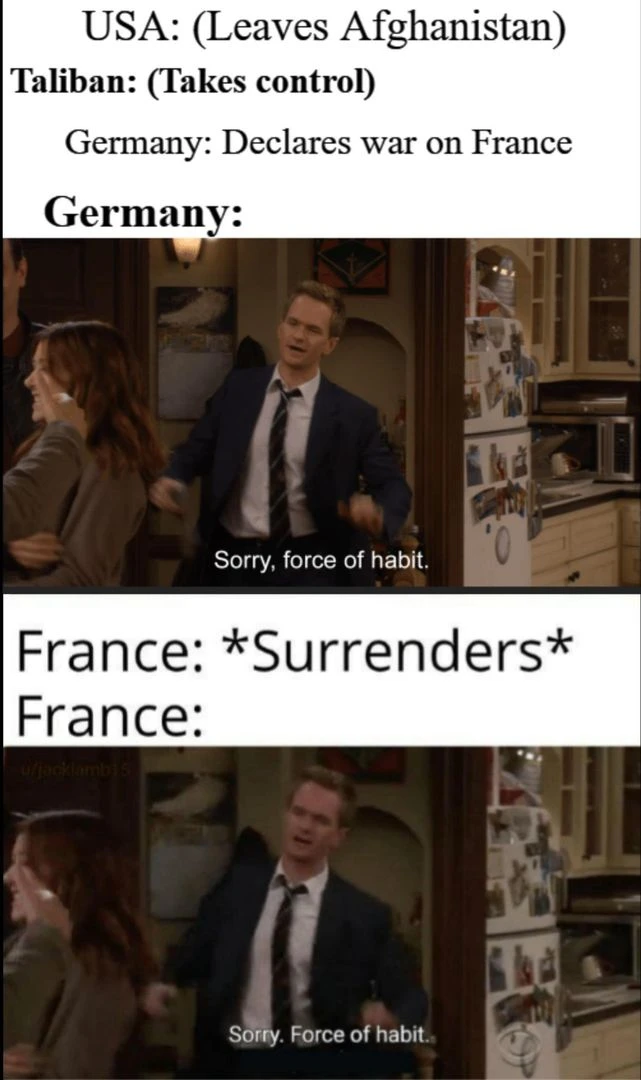 USA: (Leaves Afghanistan)
Taliban: (Takes control)
Germany: Declares war on France
Germany:
Sorry, force of habit.
France: *Surrenders*
France:
u/jacklamb15
Sorry. Force of habit.